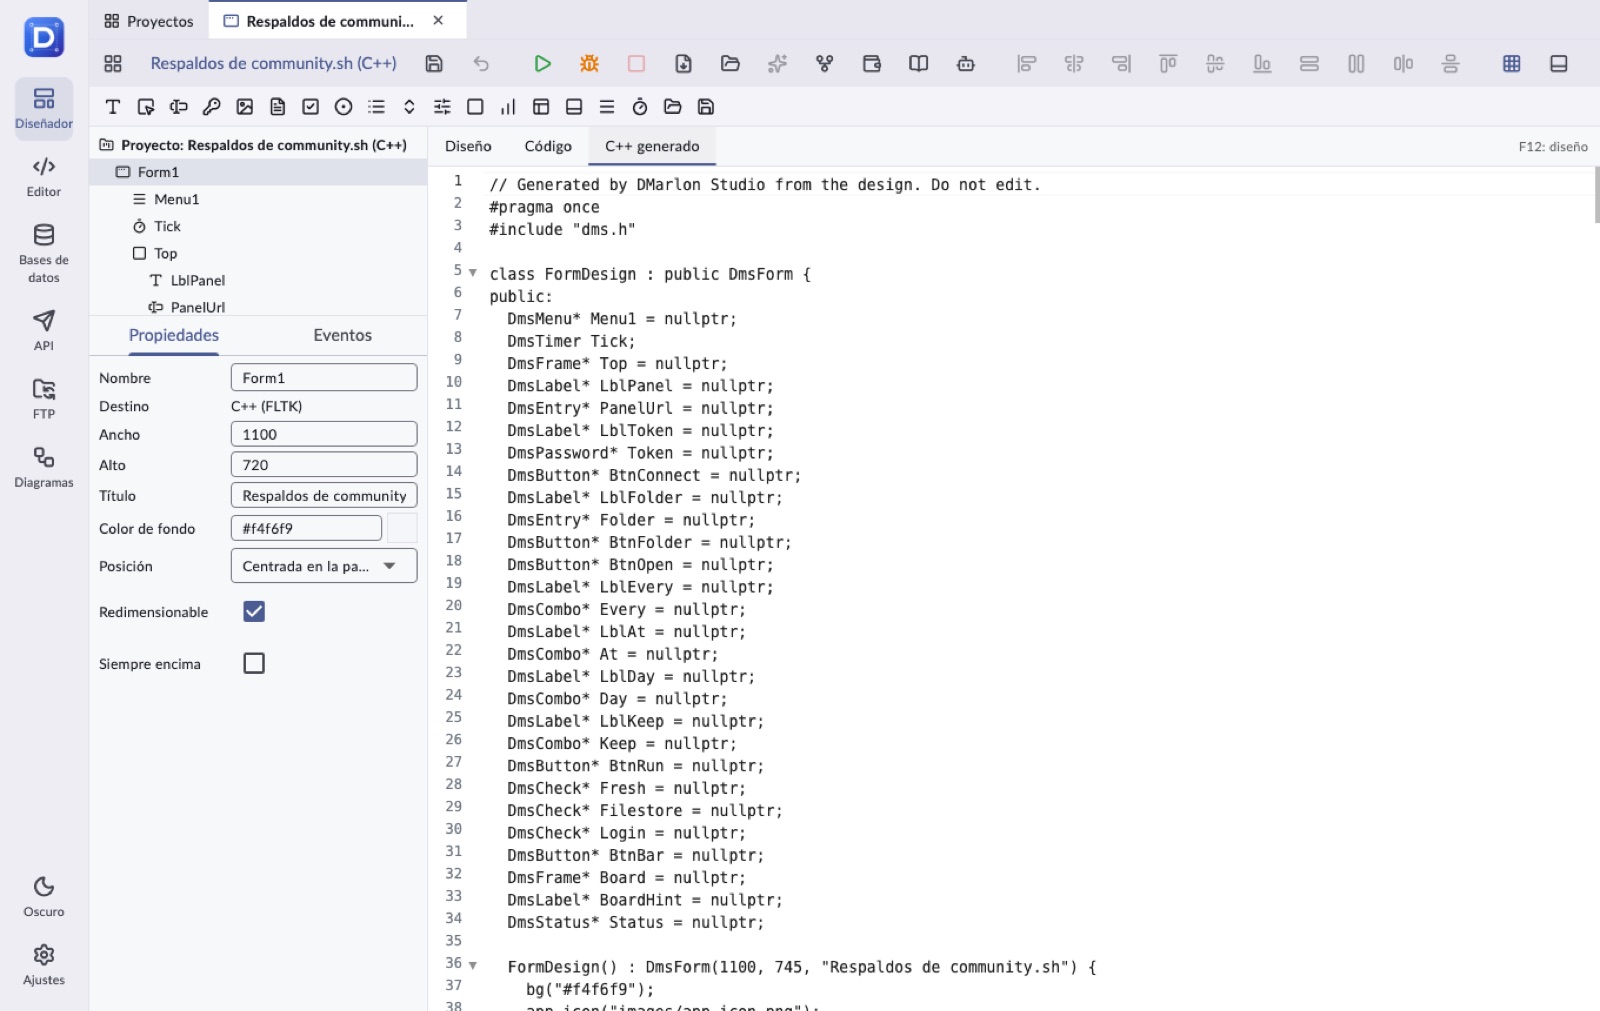 Proyectos
Respaldos de communi...
Respaldos de community.sh (C++)
Diseñador
Editor
Bases de
datos
API
FTP
Diagramas
Oscuro
Ajustes
Proyecto: Respaldos de community.sh (C++)
Form1
Menu1
Tick
Top
LblPanel
PanelUrl
Propiedades
Eventos
Nombre
Form1
Destino
C++ (FLTK)
Ancho
1100
Alto
720
Título
Respaldos de community
Color de fondo
#f4f6f9
Posición
Centrada en la pa...
Redimensionable
Siempre encima
Diseño
Código
C++ generado
F12: diseño
1 // Generated by DMarlon Studio from the design. Do not edit.
2 #pragma once
3 #include "dms.h"
4
5 class FormDesign : public DmsForm {
6 public:
7 DmsMenu* Menu1 = nullptr;
8 DmsTimer Tick;
9 DmsFrame* Top = nullptr;
10 DmsLabel* LblPanel = nullptr;
11 DmsEntry* PanelUrl = nullptr;
12 DmsLabel* LblToken = nullptr;
13 DmsPassword* Token = nullptr;
14 DmsButton* BtnConnect = nullptr;
15 DmsLabel* LblFolder = nullptr;
16 DmsEntry* Folder = nullptr;
17 DmsButton* BtnFolder = nullptr;
18 DmsButton* BtnOpen = nullptr;
19 DmsLabel* LblEvery = nullptr;
20 DmsCombo* Every = nullptr;
21 DmsLabel* LblAt = nullptr;
22 DmsCombo* At = nullptr;
23 DmsLabel* LblDay = nullptr;
24 DmsCombo* Day = nullptr;
25 DmsLabel* LblKeep = nullptr;
26 DmsCombo* Keep = nullptr;
27 DmsButton* BtnRun = nullptr;
28 DmsCheck* Fresh = nullptr;
29 DmsCheck* Filestore = nullptr;
30 DmsCheck* Login = nullptr;
31 DmsButton* BtnBar = nullptr;
32 DmsFrame* Board = nullptr;
33 DmsLabel* BoardHint = nullptr;
34 DmsStatus* Status = nullptr;
35
36 FormDesign() : DmsForm(1100, 745, "Respaldos de community.sh") {
37 bg("#f4f6f9");
38 app_icon("images/app-icon.png");